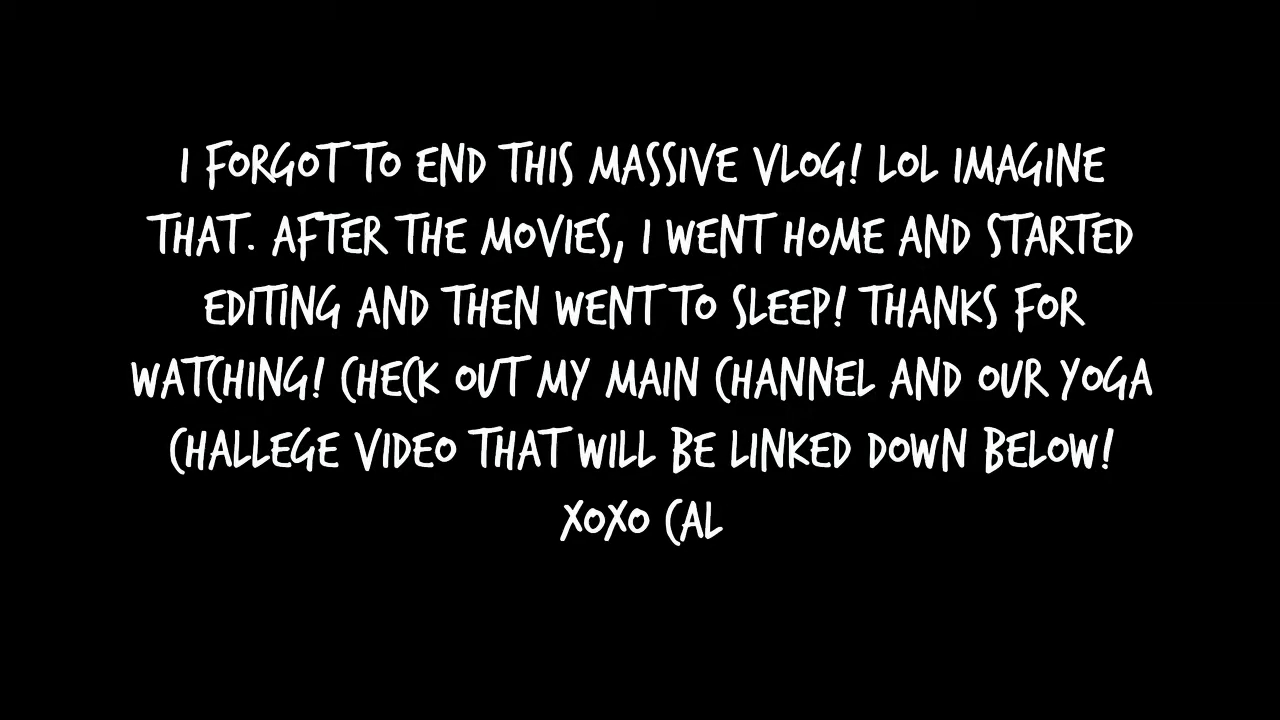 I FORGOT TO END THIS MASSIVE VLOG! LOL IMAGINE
THAT. AFTER THE MOVIES, I WENT HOME AND STARTED
EDITING AND THEN WENT TO SLEEP! THANKS FOR
WATCHING! CHECK OUT MY MAIN CHANNEL AND OUR YOGA
CHALLEGE VIDEO THAT WILL BE LINKED DOWN BELOW!
XOXO CAL